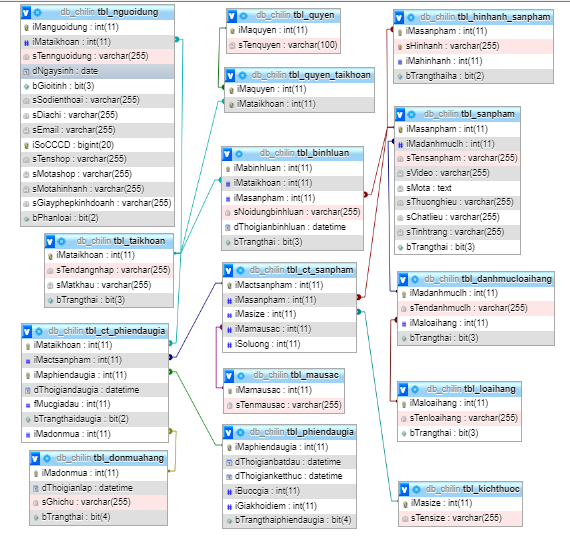 db_chilin tbl_nguoidung
iManguoidung : int(11)
iMataikhoan : int(11)
sTennguoidung : varchar(255)
dNgaysinh : date
bGioitinh : bit(3)
sSodienthoai : varchar(255)
sDiachi : varchar(255)
sEmail : varchar(255)
iSoCCCD : bigint(20)
sTenshop : varchar(255)
sMotashop : varchar(255)
sMotahinhanh : varchar(255)
sGiayphepkinhdoanh : varchar(255)
bPhanloai : bit(2)
db_chilin tbl_taikhoan
iMataikhoan : int(11)
sTendangnhap : varchar(255)
sMatkhau : varchar(255)
bTrangthai : bit(3)
db_chilin tbl_ct_phiendaugia
iMataikhoan : int(11)
iMactsanpham : int(11)
iMaphiendaugia : int(11)
dThoigiandaugia : datetime
fMucgiadau : int(11)
bTrangthaidaugia : bit(2)
iMadonmua : int(11)
db_chilin tbl_donmuahang
iMadonmua : int(11)
dThoigianlap : datetime
sGhichu : varchar(255)
bTrangthai : bit(4)
db_chilin tbl_quyen
iMaquyen : int(11)
sTenquyen : varchar(100)
db_chilin tbl_quyen_taikhoan
iMaquyen : int(11)
iMataikhoan : int(11)
db_chilin tbl_binhluan
iMabinhluan : int(11)
iMataikhoan : int(11)
iMasanpham : int(11)
sNoidungbinhluan : varchar(255)
dThoigianbinhluan : datetime
bTrangthai : bit(3)
db_chilin tbl_ct_sanpham
iMactsanpham : int(11)
iMasanpham : int(11)
iMasize : int(11)
iMamausac : int(11)
iSoluong : int(11)
db_chilin tbl_mausac
iMamausac : int(11)
sTenmausac : varchar(255)
db_chilin tbl_phiendaugia
iMaphiendaugia : int(11)
dThoigianbatdau : datetime
dThoigianketthuc : datetime
iBuocgia : int(11)
iGiakhoidiem : int(11)
bTrangthaiphiendaugia : bit(4)
db_chilin tbl_hinhanh_sanpham
iMasanpham : int(11)
sHinhanh : varchar(255)
iMahinhanh : int(11)
bTrangthaiha : bit(2)
db_chilin tbl_sanpham
iMasanpham : int(11)
iMadanhmuclh : int(11)
sTensanpham : varchar(255)
sVideo : varchar(255)
sMota : text
sThuonghieu : varchar(255)
sChatlieu : varchar(255)
sTinhtrang : varchar(255)
bTrangthai : bit(3)
db_chilin tbl_danhmucloaihang
iMadanhmuclh : int(11)
sTendanhmuclh : varchar(255)
iMaloaihang : int(11)
bTrangthai : bit(3)
db_chilin tbl_loaihang
iMaloaihang : int(11)
sTenloaihang : varchar(255)
bTrangthai : bit(3)
db_chilin tbl_kichthuoc
iMasize : int(11)
sTensize : varchar(255)